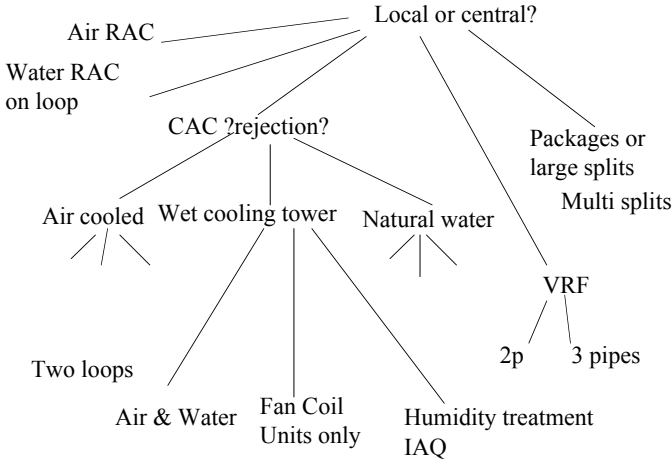 Local or central?
Air RAC
Water RAC
on loop
CAC ?rejection?
Packages or
large splits
Multi splits
Air cooled
Wet cooling tower
Natural water
VRF
2p
3 pipes
Two loops
Air & Water
Fan Coil
Units only
Humidity treatment
IAQ